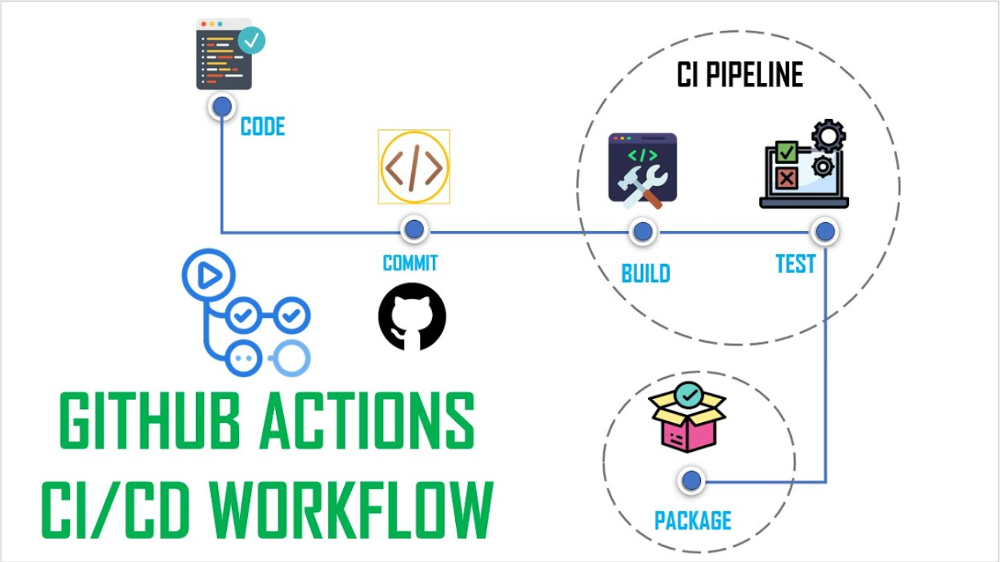 CODE
CI PIPELINE
COMMIT
BUILD
TEST
GITHUB ACTIONS
CI/CD WORKFLOW
PACKAGE